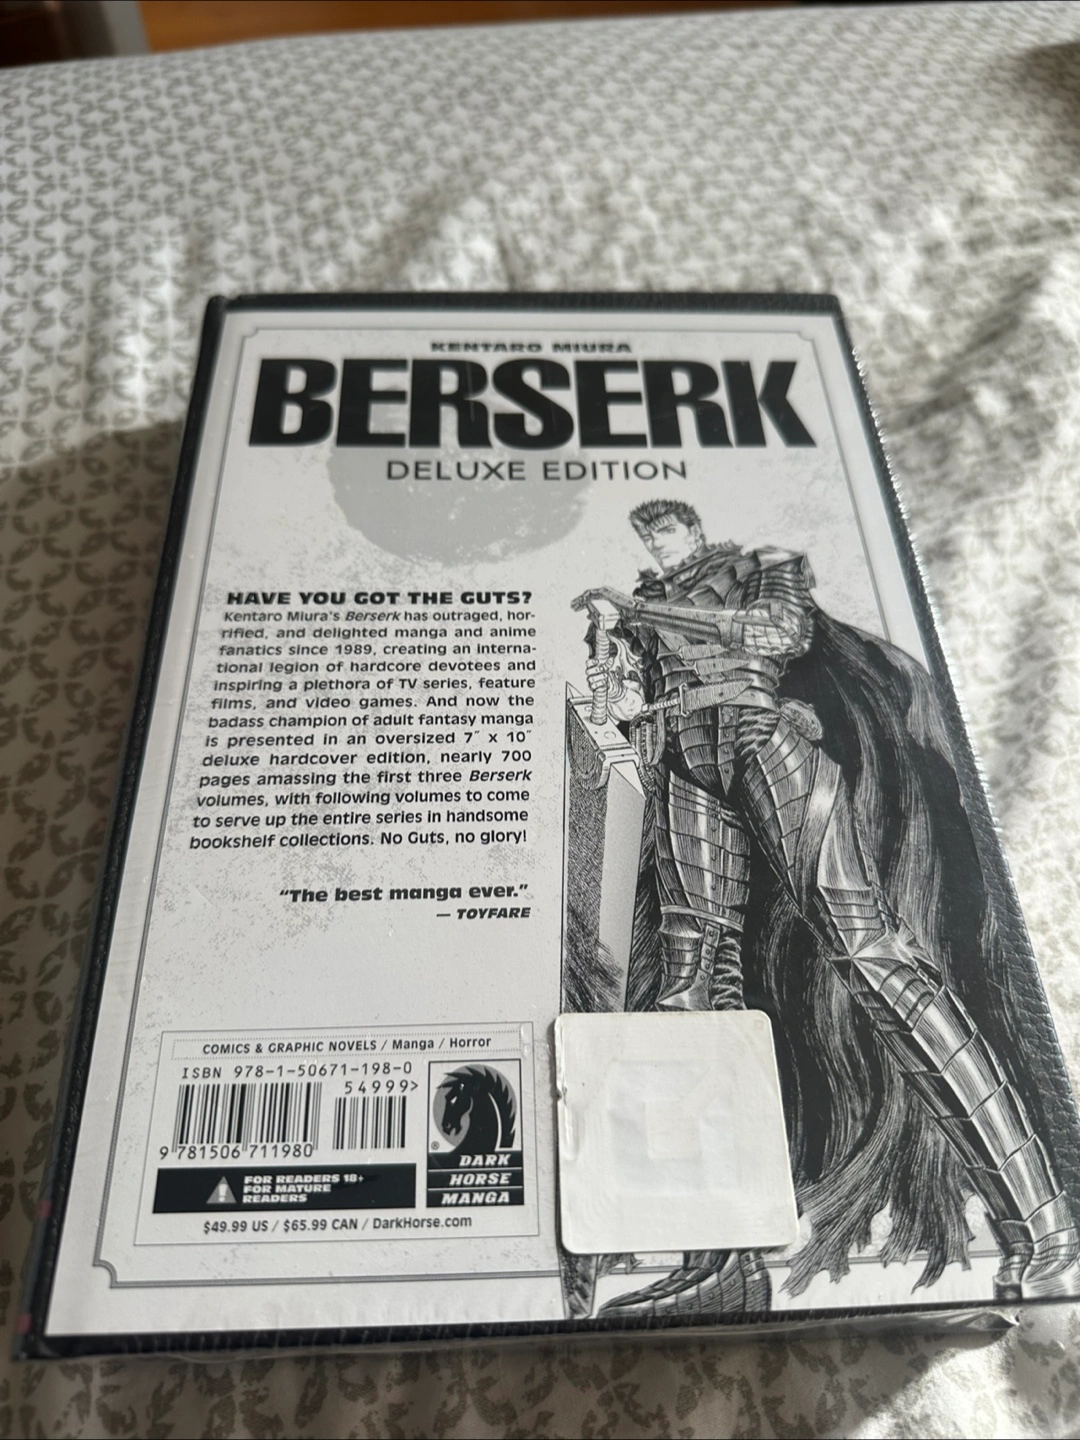 KENTARO MIURA
BERSERK
DELUXE EDITION
HAVE YOU GOT THE GUTS?
Kentaro Miura's Berserk has outraged, hor-
rified, and delighted manga and anime
fanatics since 1989, creating an interna-
tional legion of hardcore devotees and
inspiring a plethora of TV series, feature
films, and video games. And now the
badass champion of adult fantasy manga
is presented in an oversized 7˝ x 10˝
deluxe hardcover edition, nearly 700
pages amassing the first three Berserk
volumes, with following volumes to come
to serve up the entire series in handsome
bookshelf collections. No Guts, no glory!
“The best manga ever.”
— TOYFARE
COMICS & GRAPHIC NOVELS / Manga / Horror
ISBN 978-1-50671-198-0
54999>
9 781506 711980
®
DARK
HORSE
MANGA
FOR READERS 18+
FOR MATURE
READERS
$49.99 US / $65.99 CAN / DarkHorse.com